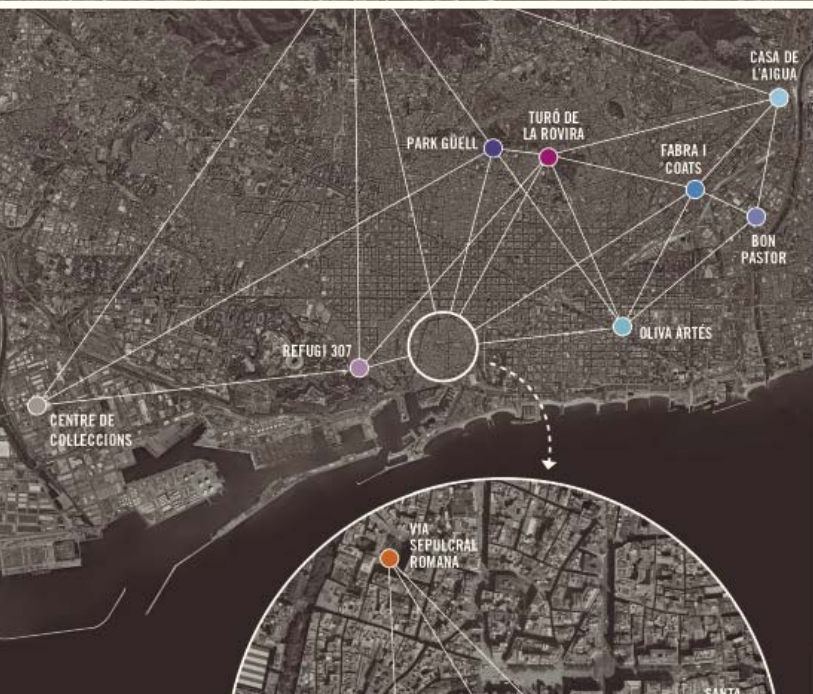 CASA DE
L'AIGUA
TURÓ DE
LA ROVIRA
PARK GÜELL
FABRA I
COATS
BON
PASTOR
OLIVA ARTÉS
REFUGI 307
CENTRE DE
COL·LECCIONS
VIA
SEPULCRAL
ROMANA
SANTA